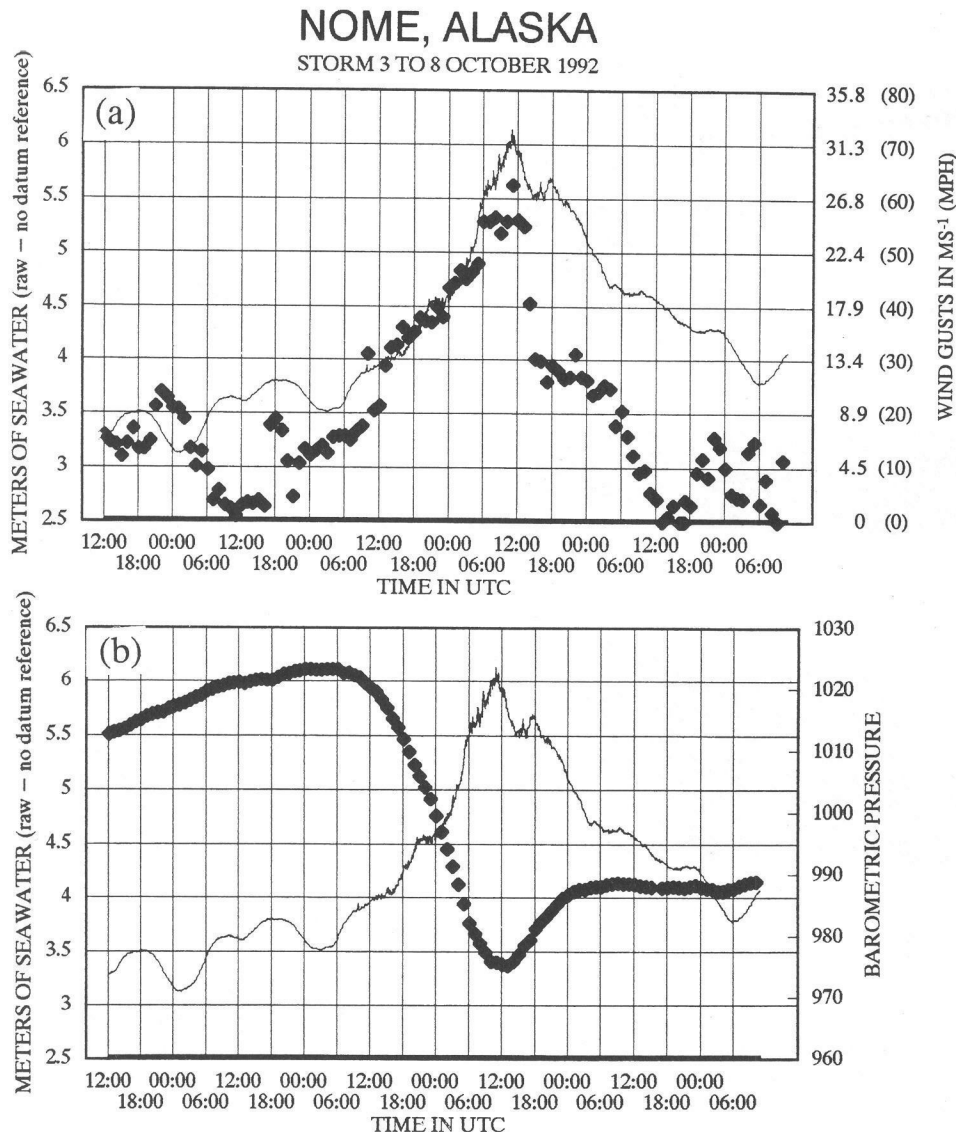 NOME, ALASKA
STORM 3 TO 8 OCTOBER 1992
(a)
METERS OF SEAWATER (raw – no datum reference)
6.5
6
5.5
5
4.5
4
3.5
3
2.5
35.8 (80)
31.3 (70)
26.8 (60)
22.4 (50)
17.9 (40)
13.4 (30)
8.9 (20)
4.5 (10)
0 (0)
WIND GUSTS IN MS-1 (MPH)
12:00 00:00 12:00 00:00 12:00 00:00 12:00 00:00 12:00 00:00
18:00 06:00 18:00 06:00 18:00 06:00 18:00 06:00 18:00 06:00
TIME IN UTC
(b)
METERS OF SEAWATER (raw – no datum reference)
6.5
6
5.5
5
4.5
4
3.5
3
2.5
1030
1020
1010
1000
990
980
970
960
BAROMETRIC PRESSURE
12:00 00:00 12:00 00:00 12:00 00:00 12:00 00:00 12:00 00:00
18:00 06:00 18:00 06:00 18:00 06:00 18:00 06:00 18:00 06:00
TIME IN UTC